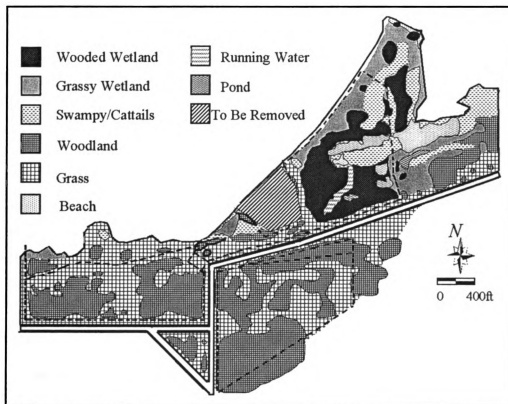 Wooded Wetland
Grassy Wetland
Swampy/Cattails
Woodland
Grass
Beach
Running Water
Pond
To Be Removed
N
0 400ft